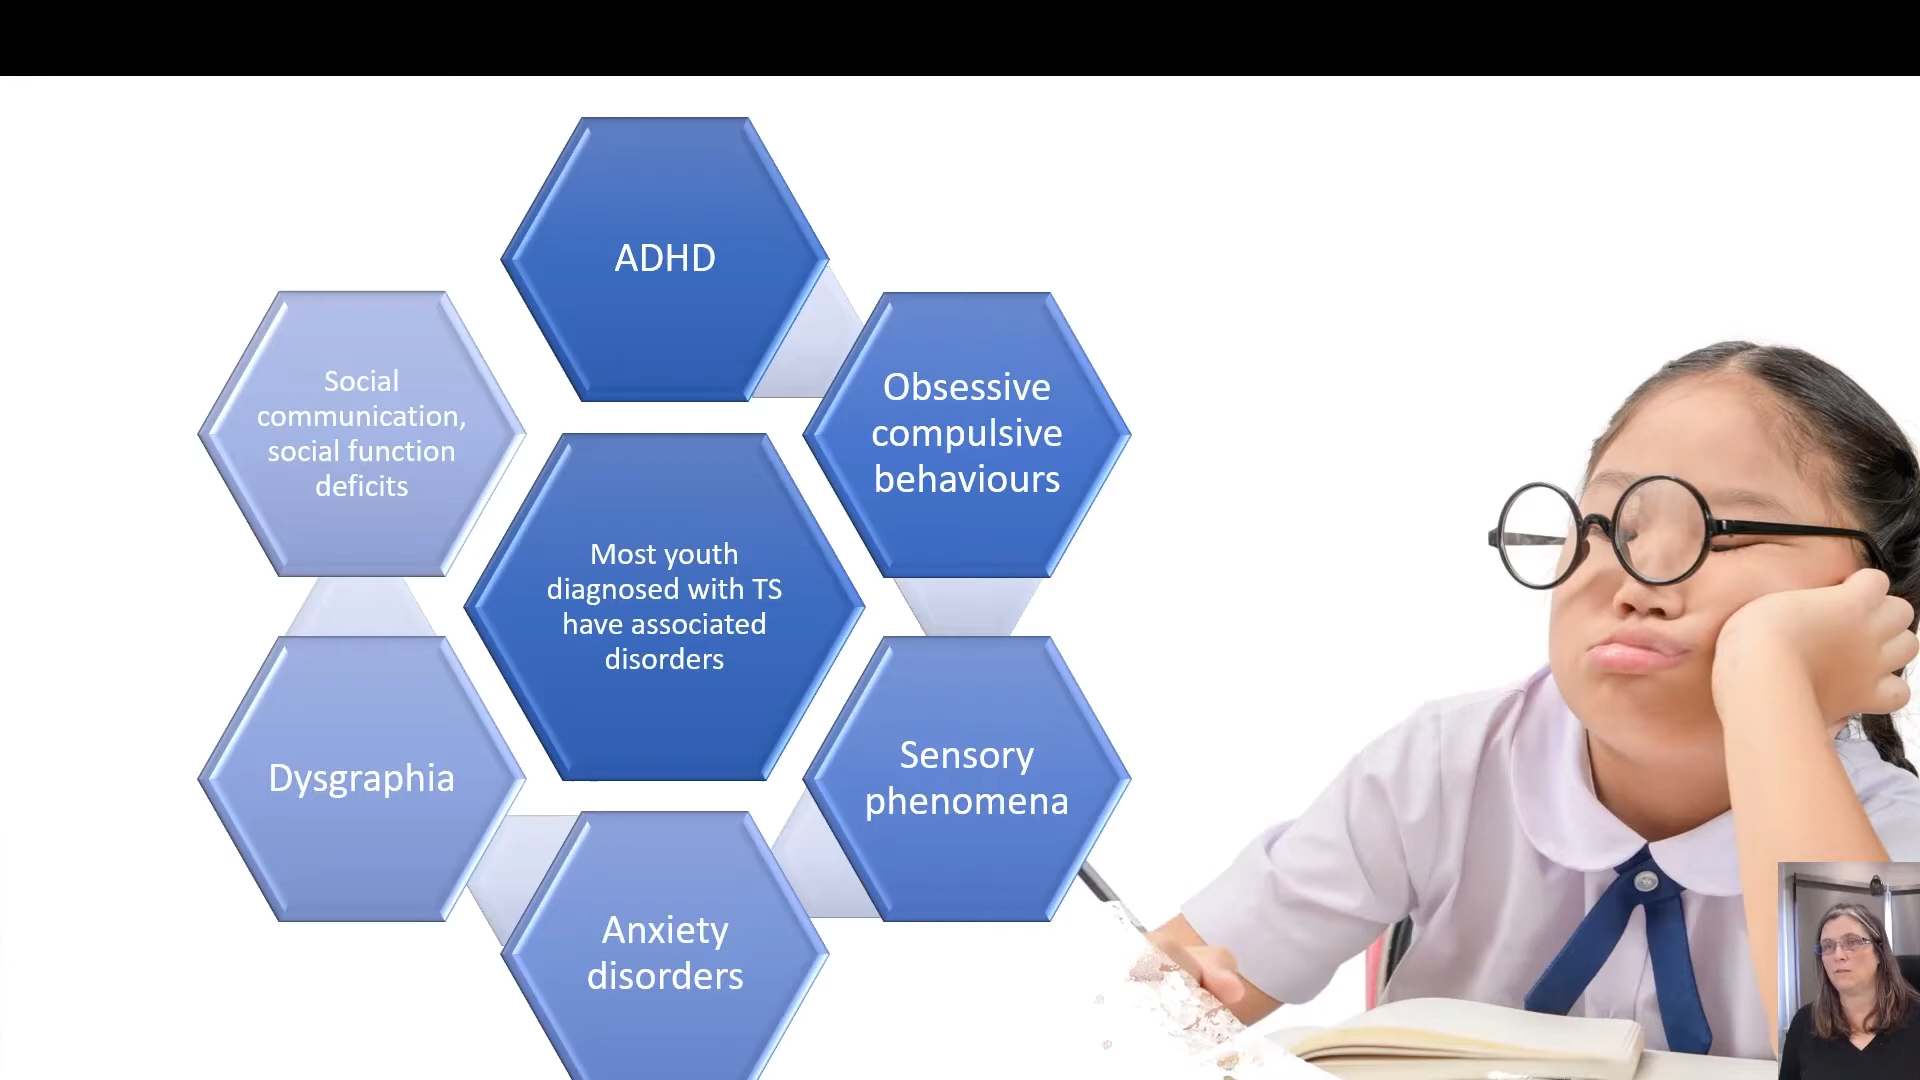 ADHD
Obsessive
compulsive
behaviours
Sensory
phenomena
Anxiety
disorders
Dysgraphia
Social
communication,
social function
deficits
Most youth
diagnosed with TS
have associated
disorders